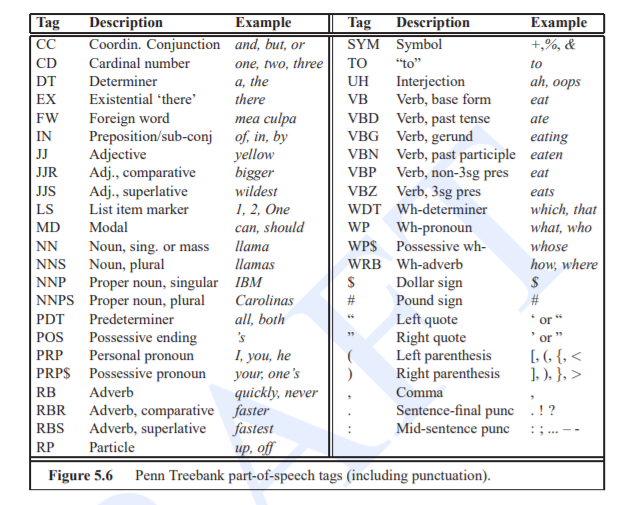 Tag Description Example Tag Description Example
CC Coordin. Conjunction and, but, or SYM Symbol +,%, &
CD Cardinal number one, two, three TO “to” to
DT Determiner a, the UH Interjection ah, oops
EX Existential ‘there’ there VB Verb, base form eat
FW Foreign word mea culpa VBD Verb, past tense ate
IN Preposition/sub-conj of, in, by VBG Verb, gerund eating
JJ Adjective yellow VBN Verb, past participle eaten
JJR Adj., comparative bigger VBP Verb, non-3sg pres eat
JJS Adj., superlative wildest VBZ Verb, 3sg pres eats
LS List item marker 1, 2, One WDT Wh-determiner which, that
MD Modal can, should WP Wh-pronoun what, who
NN Noun, sing. or mass llama WP$ Possessive wh- whose
NNS Noun, plural llamas WRB Wh-adverb how, where
NNP Proper noun, singular IBM $ Dollar sign $
NNPS Proper noun, plural Carolinas # Pound sign #
PDT Predeterminer all, both “ Left quote ‘ or “
POS Possessive ending ’s ” Right quote ’ or ”
PRP Personal pronoun I, you, he ( Left parenthesis [, (, {, <
PRP$ Possessive pronoun your, one’s ) Right parenthesis ], ), }, >
RB Adverb quickly, never , Comma ,
RBR Adverb, comparative faster . Sentence-final punc . ! ?
RBS Adverb, superlative fastest : Mid-sentence punc : ; ... – -
RP Particle up, off
Figure 5.6 Penn Treebank part-of-speech tags (including punctuation).
DRAFT